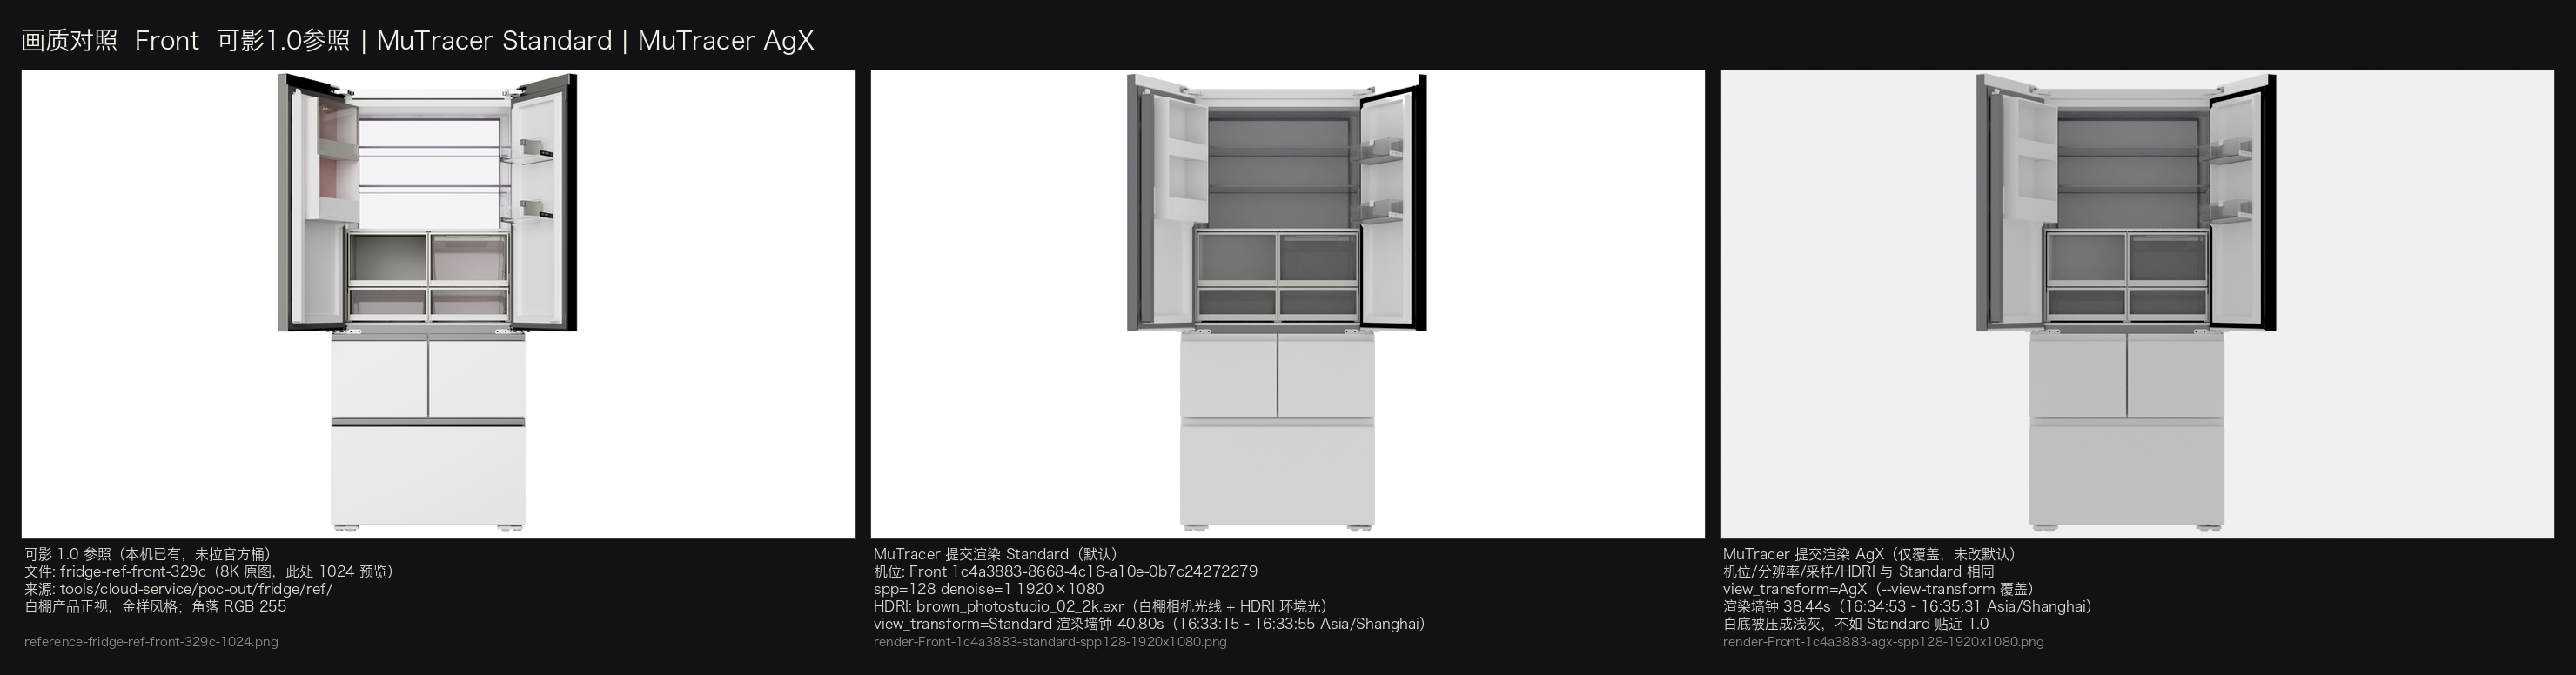 画质对照 Front 可影1.0参照 | MuTracer Standard | MuTracer AgX
可影 1.0 参照（本机已有，未拉官方桶）
文件: fridge-ref-front-329c（8K 原图，此处 1024 预览）
来源: tools/cloud-service/poc-out/fridge/ref/
白棚产品正视，金样风格；角落 RGB 255
reference-fridge-ref-front-329c-1024.png
MuTracer 提交渲染 Standard（默认）
机位: Front 1c4a3883-8668-4c16-a10e-0b7c24272279
spp=128 denoise=1 1920×1080
HDRI: brown_photostudio_02_2k.exr（白棚相机光线 + HDRI 环境光）
view_transform=Standard 渲染墙钟 40.80s（16:33:15 - 16:33:55 Asia/Shanghai）
render-Front-1c4a3883-standard-spp128-1920x1080.png
MuTracer 提交渲染 AgX（仅覆盖，未改默认）
机位/分辨率/采样/HDRI 与 Standard 相同
view_transform=AgX（--view-transform 覆盖）
渲染墙钟 38.44s（16:34:53 - 16:35:31 Asia/Shanghai）
白底被压成浅灰，不如 Standard 贴近 1.0
render-Front-1c4a3883-agx-spp128-1920x1080.png